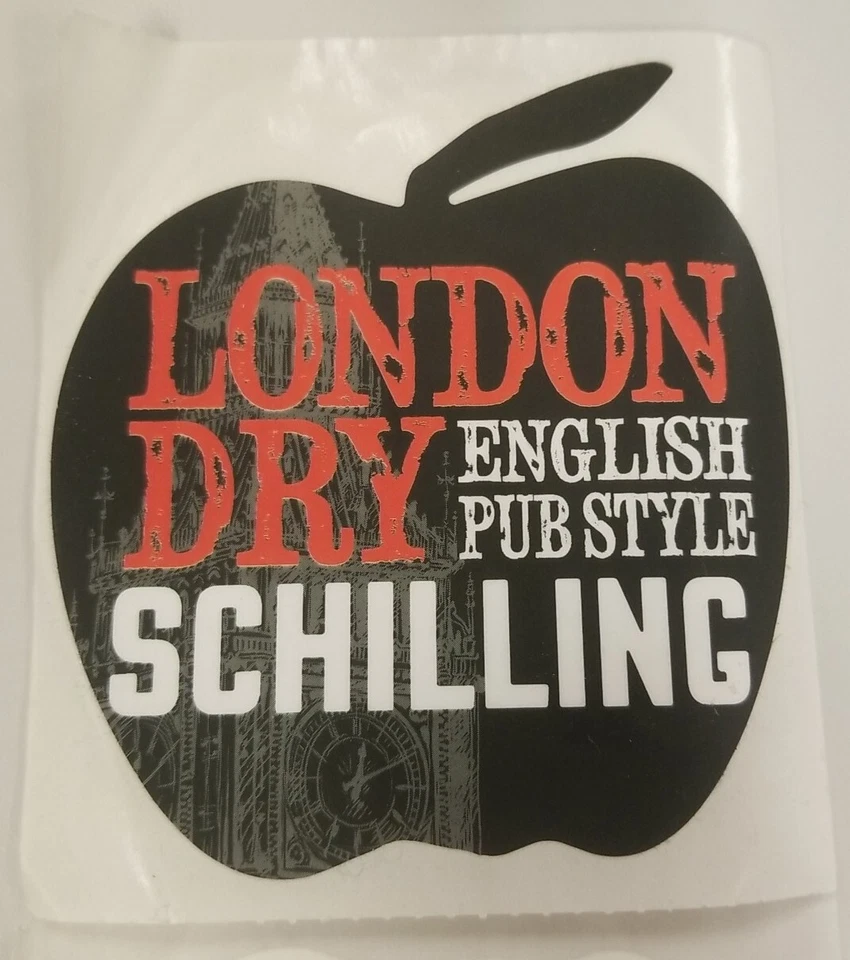 LONDON
DRY
ENGLISH
PUB STYLE
SCHILLING